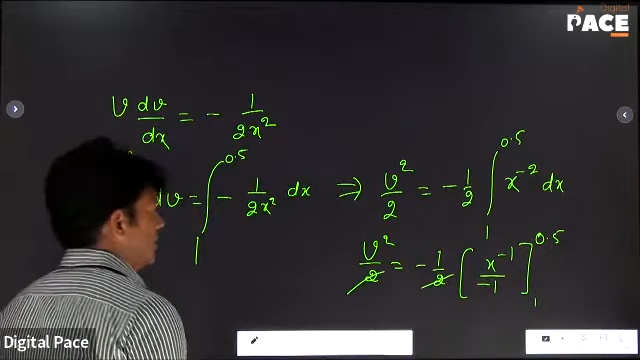 Digital
PACE
v dv/dx = - 1/2x²
dv = ∫₁^0.5 - 1/2x² dx ⇒ v²/2 = -1/2 ∫₁^0.5 x⁻² dx
v²/2 = -1/2 [x⁻¹/-1]₁^0.5
Digital Pace